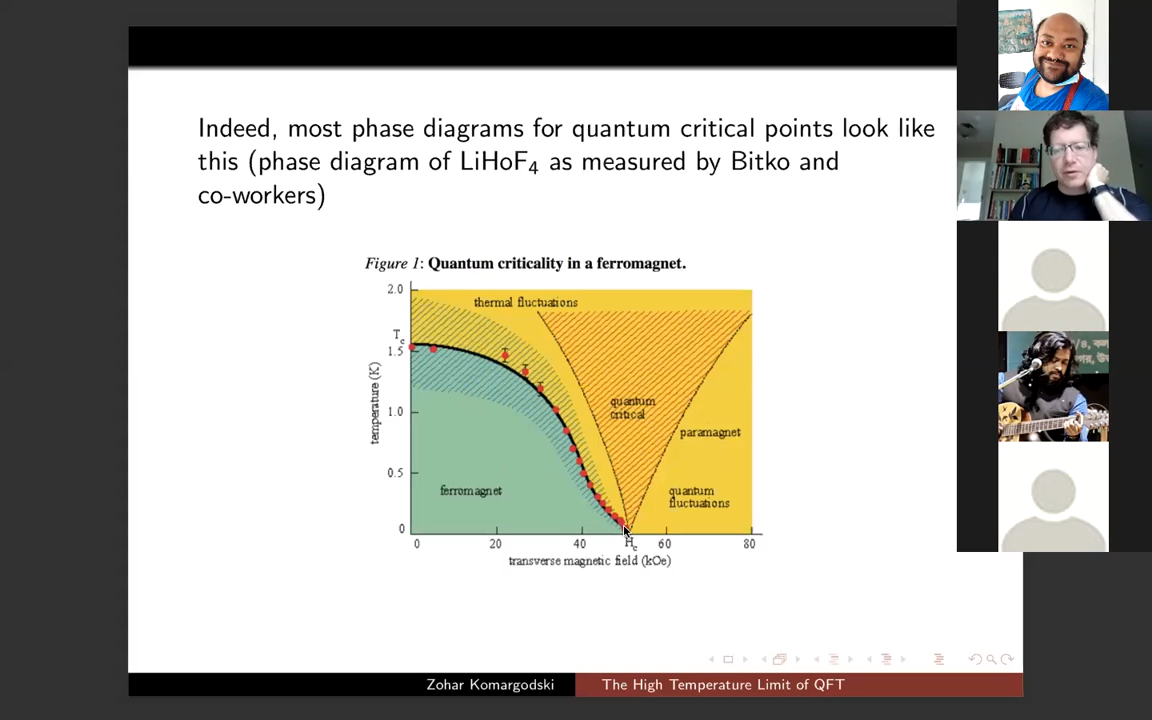 Indeed, most phase diagrams for quantum critical points look like
this (phase diagram of LiHoF4 as measured by Bitko and
co-workers)
Figure 1: Quantum criticality in a ferromagnet.
2.0
thermal fluctuations
Tc
1.5
temperature (K)
1.0
quantum
critical
paramagnet
0.5
ferromagnet
quantum
fluctuations
0
0 20 40 Hc 60 80
transverse magnetic field (kOe)
Zohar Komargodski
The High Temperature Limit of QFT